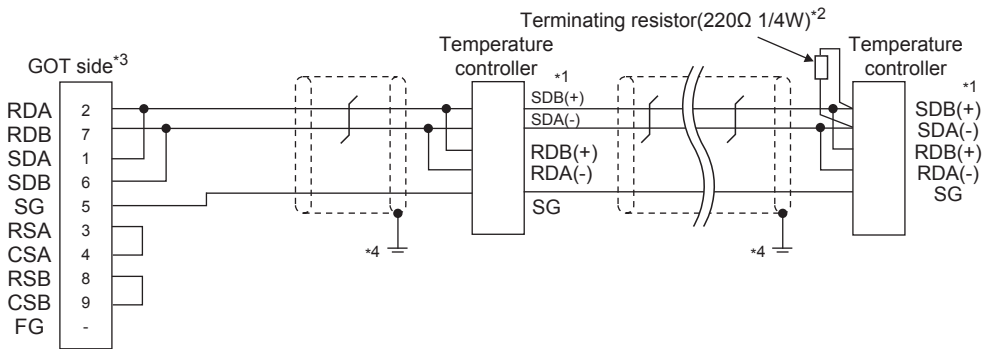 Terminating resistor(220Ω 1/4W)*2
GOT side*3
Temperature
controller
*1
Temperature
controller
*1
RDA 2
RDB 7
SDA 1
SDB 6
SG 5
RSA 3
CSA 4
RSB 8
CSB 9
FG -
SDB(+)
SDA(-)
RDB(+)
RDA(-)
SG
SDB(+)
SDA(-)
RDB(+)
RDA(-)
SG
*4
*4